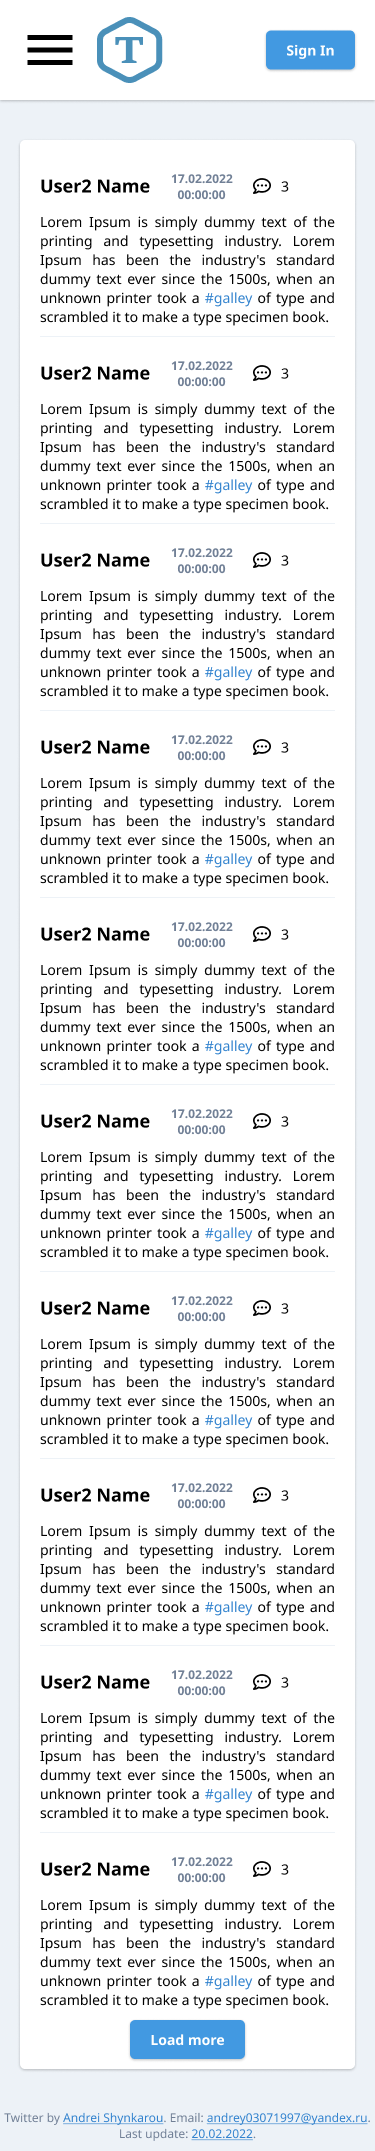 T
Sign In
User2 Name
17.02.2022
00:00:00
3
Lorem Ipsum is simply dummy text of the
printing and typesetting industry. Lorem
Ipsum has been the industry's standard
dummy text ever since the 1500s, when an
unknown printer took a #galley of type and
scrambled it to make a type specimen book.
User2 Name
17.02.2022
00:00:00
3
Lorem Ipsum is simply dummy text of the
printing and typesetting industry. Lorem
Ipsum has been the industry's standard
dummy text ever since the 1500s, when an
unknown printer took a #galley of type and
scrambled it to make a type specimen book.
User2 Name
17.02.2022
00:00:00
3
Lorem Ipsum is simply dummy text of the
printing and typesetting industry. Lorem
Ipsum has been the industry's standard
dummy text ever since the 1500s, when an
unknown printer took a #galley of type and
scrambled it to make a type specimen book.
User2 Name
17.02.2022
00:00:00
3
Lorem Ipsum is simply dummy text of the
printing and typesetting industry. Lorem
Ipsum has been the industry's standard
dummy text ever since the 1500s, when an
unknown printer took a #galley of type and
scrambled it to make a type specimen book.
User2 Name
17.02.2022
00:00:00
3
Lorem Ipsum is simply dummy text of the
printing and typesetting industry. Lorem
Ipsum has been the industry's standard
dummy text ever since the 1500s, when an
unknown printer took a #galley of type and
scrambled it to make a type specimen book.
User2 Name
17.02.2022
00:00:00
3
Lorem Ipsum is simply dummy text of the
printing and typesetting industry. Lorem
Ipsum has been the industry's standard
dummy text ever since the 1500s, when an
unknown printer took a #galley of type and
scrambled it to make a type specimen book.
User2 Name
17.02.2022
00:00:00
3
Lorem Ipsum is simply dummy text of the
printing and typesetting industry. Lorem
Ipsum has been the industry's standard
dummy text ever since the 1500s, when an
unknown printer took a #galley of type and
scrambled it to make a type specimen book.
User2 Name
17.02.2022
00:00:00
3
Lorem Ipsum is simply dummy text of the
printing and typesetting industry. Lorem
Ipsum has been the industry's standard
dummy text ever since the 1500s, when an
unknown printer took a #galley of type and
scrambled it to make a type specimen book.
User2 Name
17.02.2022
00:00:00
3
Lorem Ipsum is simply dummy text of the
printing and typesetting industry. Lorem
Ipsum has been the industry's standard
dummy text ever since the 1500s, when an
unknown printer took a #galley of type and
scrambled it to make a type specimen book.
User2 Name
17.02.2022
00:00:00
3
Lorem Ipsum is simply dummy text of the
printing and typesetting industry. Lorem
Ipsum has been the industry's standard
dummy text ever since the 1500s, when an
unknown printer took a #galley of type and
scrambled it to make a type specimen book.
Load more
Twitter by Andrei Shynkarou. Email: andrey03071997@yandex.ru.
Last update: 20.02.2022.